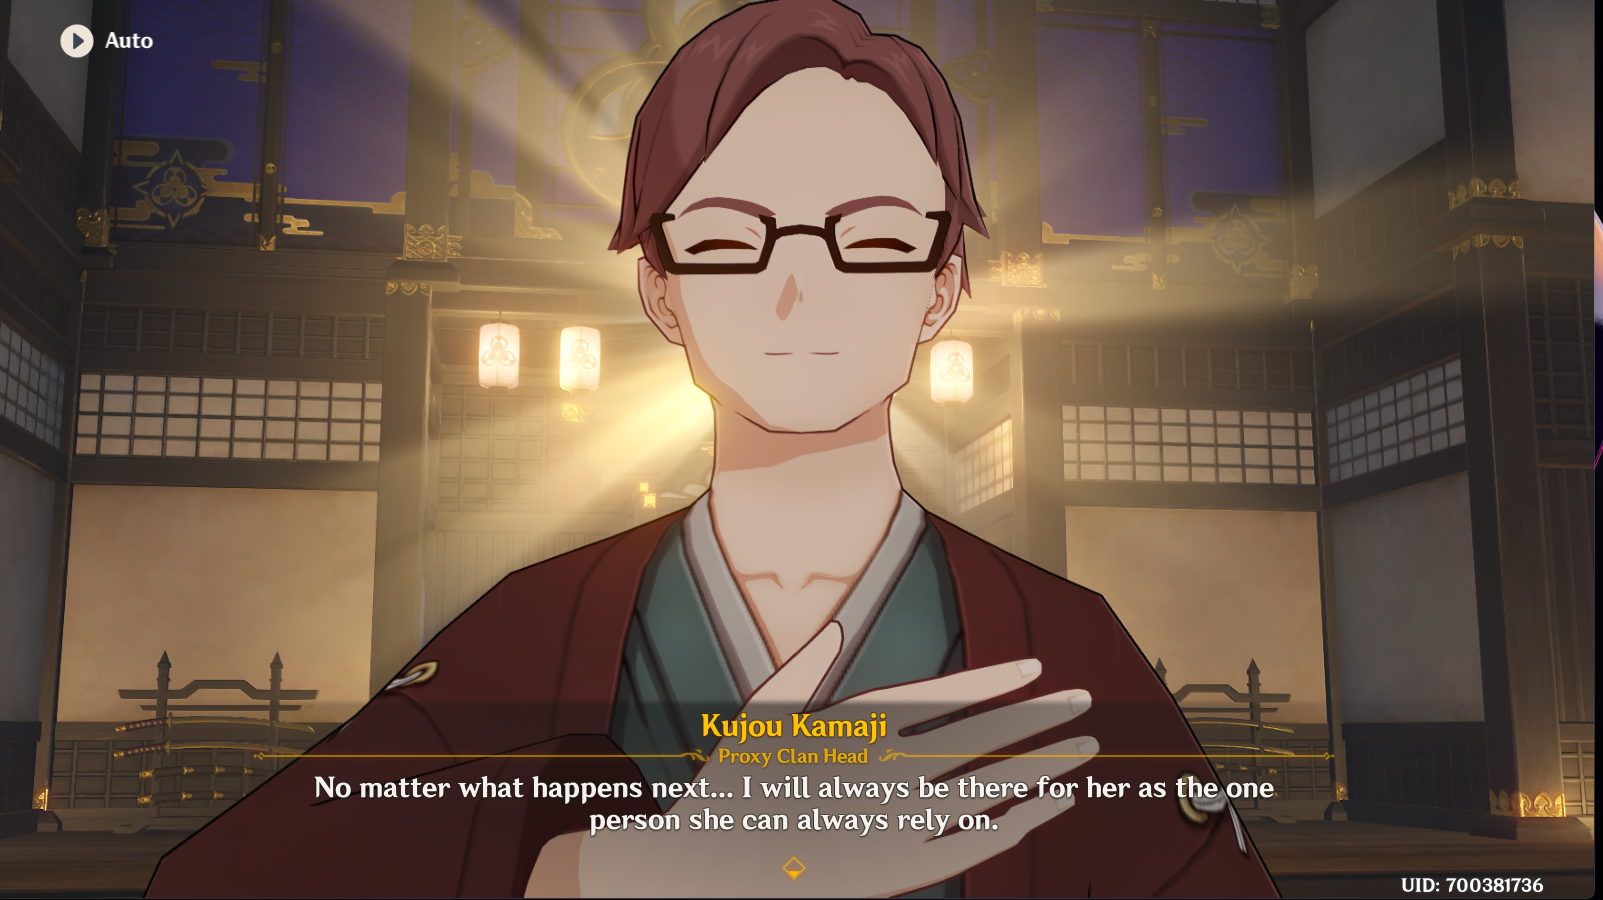 Auto
Kujou Kamaji
Proxy Clan Head
No matter what happens next... I will always be there for her as the one
person she can always rely on.
UID: 700381736